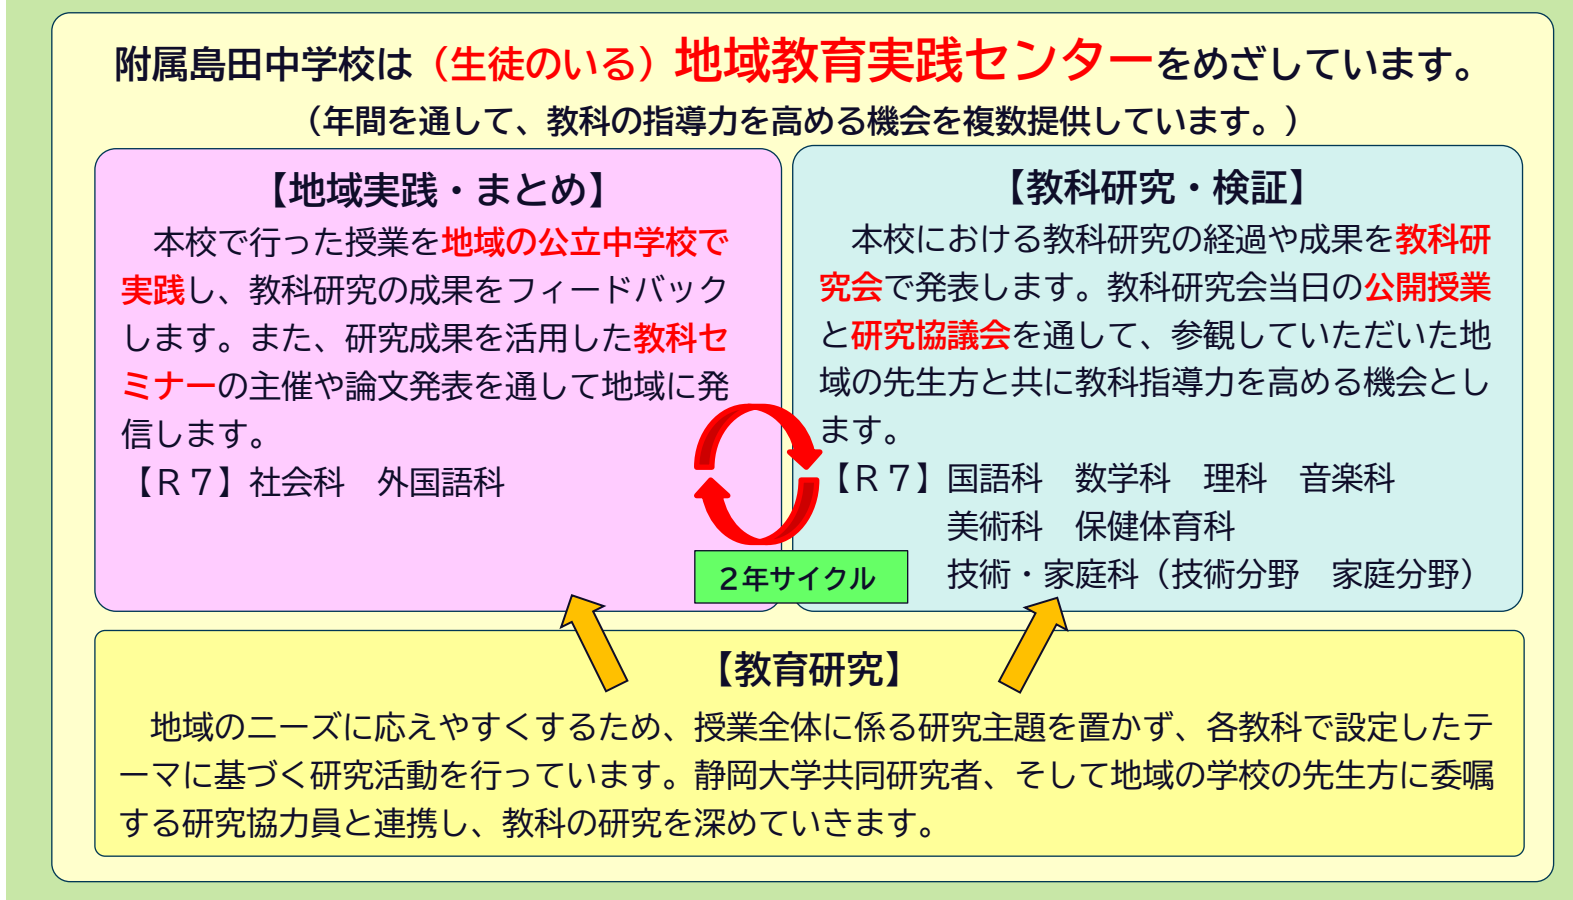 附属島田中学校は（生徒のいる）地域教育実践センターをめざしています。
（年間を通して、教科の指導力を高める機会を複数提供しています。）
【地域実践・まとめ】
本校で行った授業を地域の公立中学校で
実践し、教科研究の成果をフィードバック
します。また、研究成果を活用した教科セ
ミナーの主催や論文発表を通して地域に発
信します。
【R７】社会科　外国語科
【教科研究・検証】
本校における教科研究の経過や成果を教科研
究会で発表します。教科研究会当日の公開授業
と研究協議会を通して、参観していただいた地
域の先生方と共に教科指導力を高める機会とし
ます。
【R７】国語科　数学科　理科　音楽科
美術科　保健体育科
技術・家庭科（技術分野　家庭分野）
２年サイクル
【教育研究】
地域のニーズに応えやすくするため、授業全体に係る研究主題を置かず、各教科で設定したテ
ーマに基づく研究活動を行っています。静岡大学共同研究者、そして地域の学校の先生方に委嘱
する研究協力員と連携し、教科の研究を深めていきます。